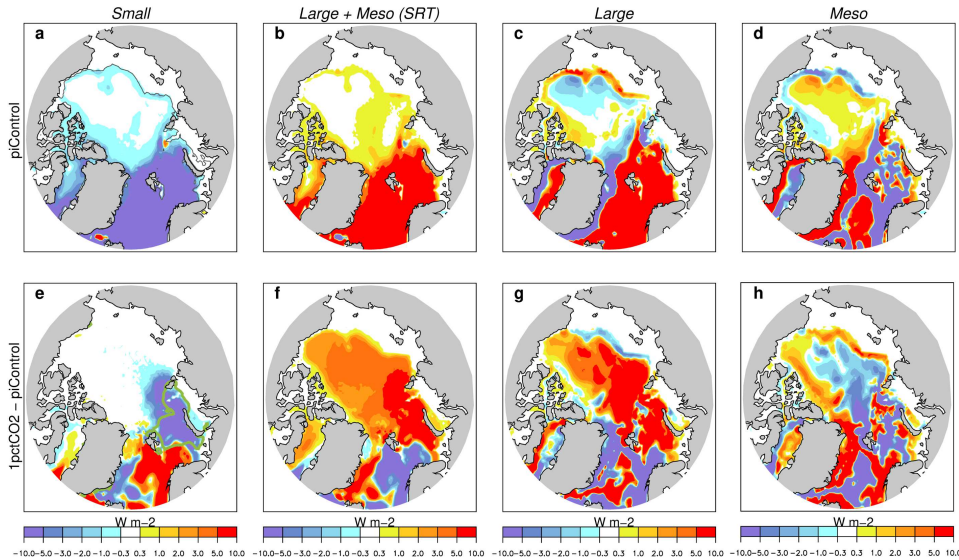 Small
Large + Meso (SRT)
Large
Meso
a
b
c
d
piControl
e
f
g
h
1pctCO2 − piControl
W m−2
W m−2
W m−2
W m−2
−10.0−5.0 −3.0 −2.0 −1.0 −0.3 0.3 1.0 2.0 3.0 5.0 10.0
−10.0−5.0 −3.0 −2.0 −1.0 −0.3 0.3 1.0 2.0 3.0 5.0 10.0
−10.0−5.0 −3.0 −2.0 −1.0 −0.3 0.3 1.0 2.0 3.0 5.0 10.0
−10.0−5.0 −3.0 −2.0 −1.0 −0.3 0.3 1.0 2.0 3.0 5.0 10.0